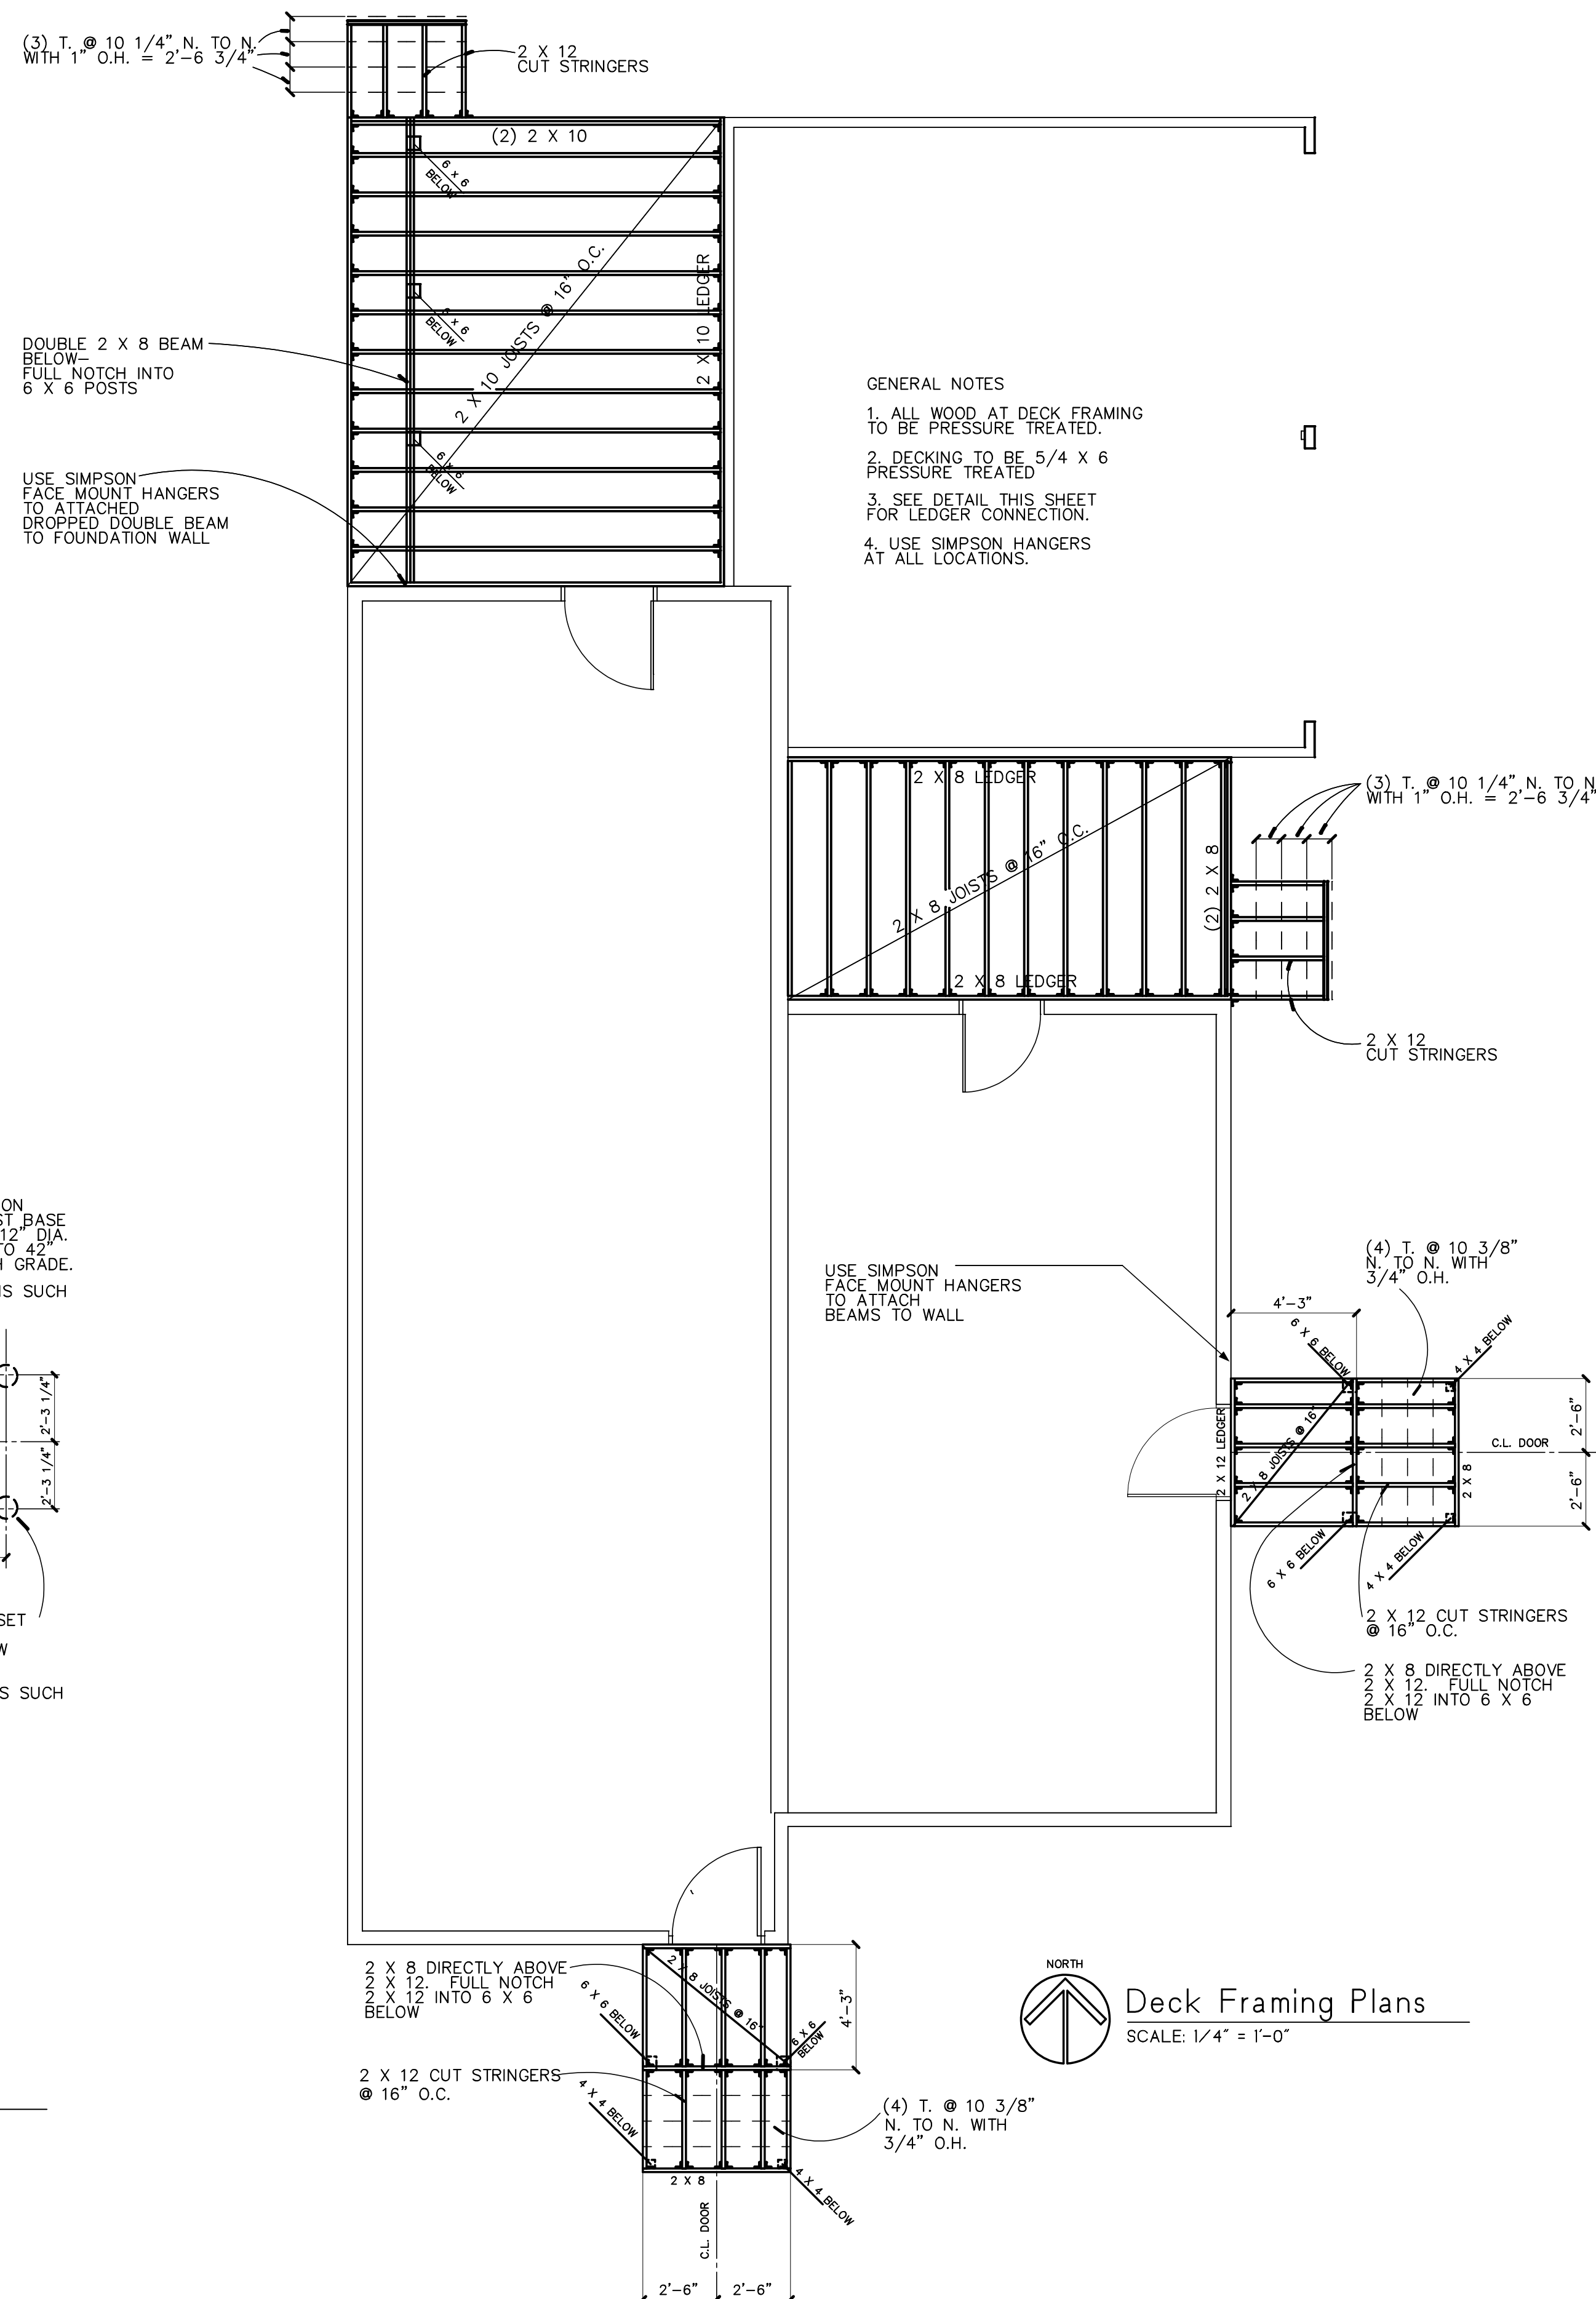 (3) T. @ 10 1/4", N. TO N.
WITH 1" O.H. = 2'-6 3/4"
2 X 12
CUT STRINGERS
(2) 2 X 10
6 x 6
BELOW
6 x 6
BELOW
6 x 6
BELOW
2 X 10 JOISTS @ 16" O.C.
2 X 10 LEDGER
DOUBLE 2 X 8 BEAM
BELOW-
FULL NOTCH INTO
6 X 6 POSTS
USE SIMPSON
FACE MOUNT HANGERS
TO ATTACHED
DROPPED DOUBLE BEAM
TO FOUNDATION WALL
GENERAL NOTES
1. ALL WOOD AT DECK FRAMING
TO BE PRESSURE TREATED.
2. DECKING TO BE 5/4 X 6
PRESSURE TREATED
3. SEE DETAIL THIS SHEET
FOR LEDGER CONNECTION.
4. USE SIMPSON HANGERS
AT ALL LOCATIONS.
2 X 8 LEDGER
2 X 8 JOISTS @ 16" O.C.
(2) 2 X 8
2 X 8 LEDGER
(3) T. @ 10 1/4", N. TO N
WITH 1" O.H. = 2'-6 3/4"
2 X 12
CUT STRINGERS
ON
ST BASE
12" DIA.
TO 42"
H GRADE.
IS SUCH
2'-3 1/4"
2'-3 1/4"
SET
W
S SUCH
USE SIMPSON
FACE MOUNT HANGERS
TO ATTACH
BEAMS TO WALL
(4) T. @ 10 3/8"
N. TO N. WITH
3/4" O.H.
4'-3"
6 X 6 BELOW
4 X 4 BELOW
2 X 12 LEDGER
2 X 8 JOISTS @ 16"
C.L. DOOR
2 X 8
2'-6"
2'-6"
6 X 6 BELOW
4 X 4 BELOW
2 X 12 CUT STRINGERS
@ 16" O.C.
2 X 8 DIRECTLY ABOVE
2 X 12. FULL NOTCH
2 X 12 INTO 6 X 6
BELOW
2 X 8 DIRECTLY ABOVE
2 X 12. FULL NOTCH
2 X 12 INTO 6 X 6
BELOW
6 X 6 BELOW
2 X 8 JOISTS @ 16"
6 X 6
BELOW
4'-3"
2 X 12 CUT STRINGERS
@ 16" O.C.
4 X 4 BELOW
(4) T. @ 10 3/8"
N. TO N. WITH
3/4" O.H.
2 X 8
4 X 4 BELOW
C.L. DOOR
2'-6"
2'-6"
NORTH
Deck Framing Plans
SCALE: 1/4" = 1'-0"